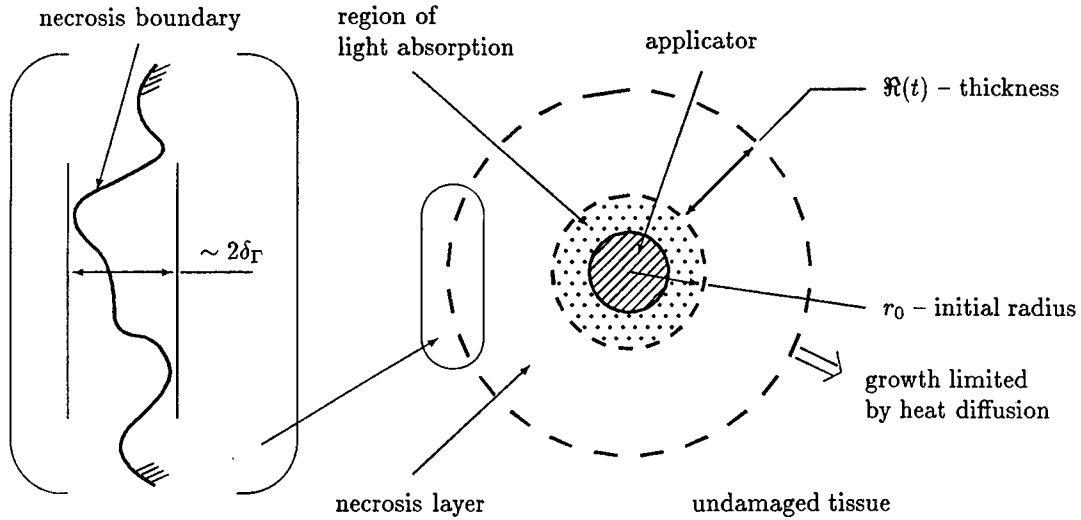 necrosis boundary
region of
light absorption
applicator
ℜ(t) – thickness
~ 2δ_Γ
r₀ – initial radius
growth limited
by heat diffusion
necrosis layer
undamaged tissue